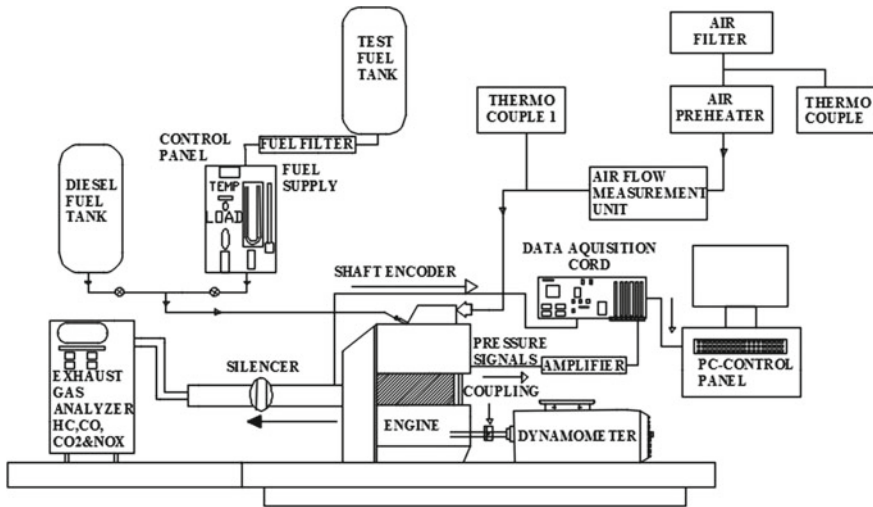 TEST
FUEL
TANK
AIR
FILTER
THERMO
COUPLE 1
AIR
PREHEATER
THERMO
COUPLE
CONTROL
PANEL
FUEL FILTER
FUEL
SUPPLY
DIESEL
FUEL
TANK
TEMP
LOAD
AIR FLOW
MEASUREMENT
UNIT
SHAFT ENCODER
DATA AQUISITION
CORD
SILENCER
PRESSURE
SIGNALS
AMPLIFIER
PC-CONTROL
PANEL
EXHAUST
GAS
ANALYZER
HC,CO,
CO2&NOX
COUPLING
ENGINE
DYNAMOMETER